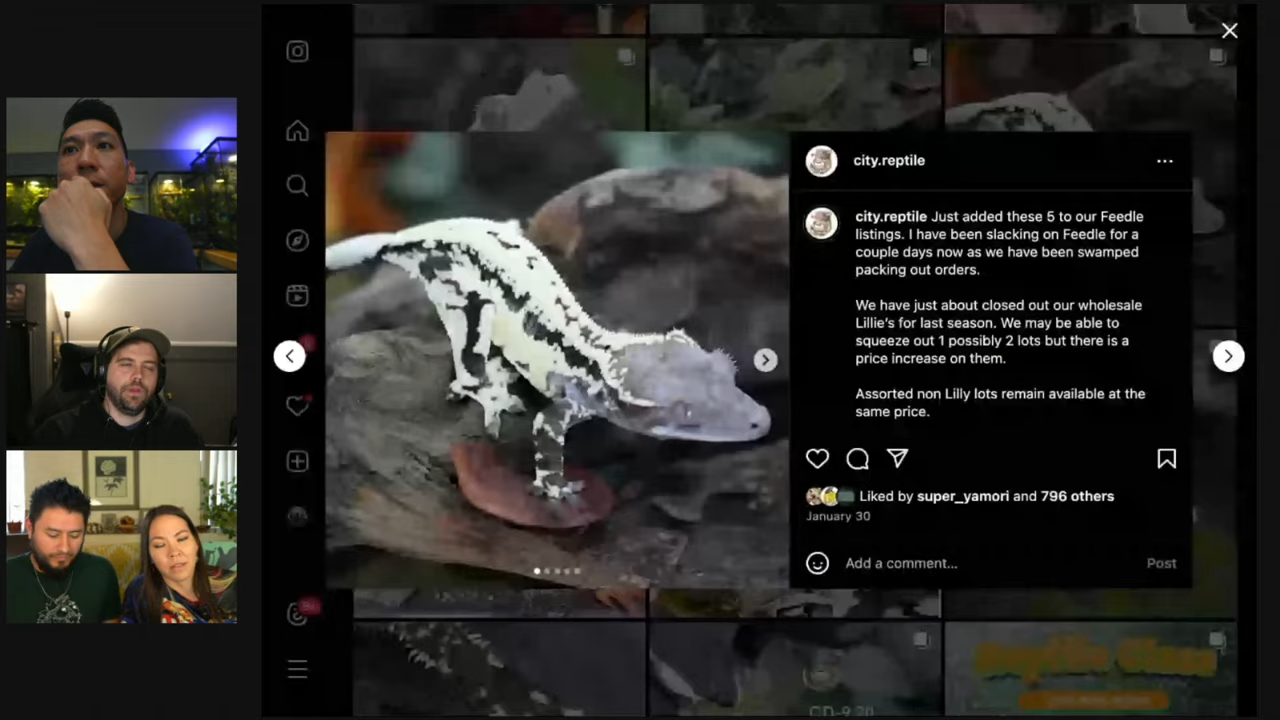 city.reptile
city.reptile Just added these 5 to our Feedle
listings. I have been slacking on Feedle for a
couple days now as we have been swamped
packing out orders.
We have just about closed out our wholesale
Lillie's for last season. We may be able to
squeeze out 1 possibly 2 lots but there is a
price increase on them.
Assorted non Lilly lots remain available at the
same price.
Liked by super_yamori and 796 others
January 30
Add a comment... Post